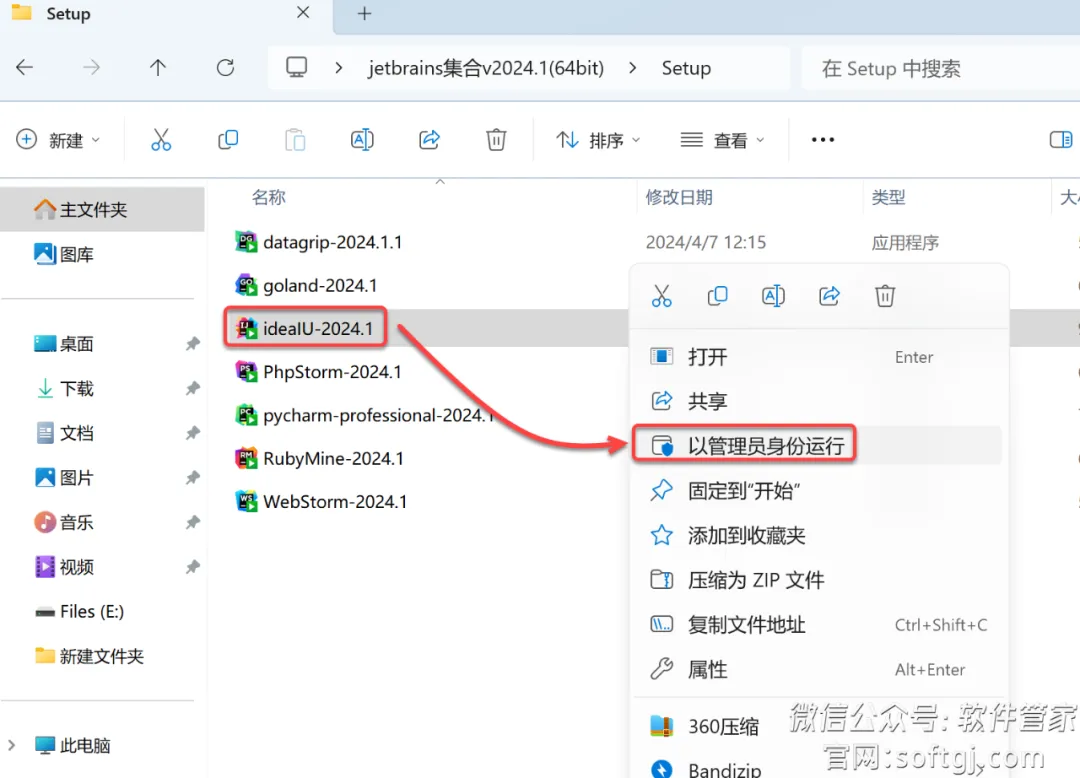 Setup
jetbrains集合v2024.1(64bit) > Setup
在 Setup 中搜索
新建
排序
查看
名称
修改日期
类型
主文件夹
图库
桌面
下载
文档
图片
音乐
视频
Files (E:)
新建文件夹
此电脑
datagrip-2024.1.1
2024/4/7 12:15
应用程序
goland-2024.1
ideaIU-2024.1
PhpStorm-2024.1
pycharm-professional-2024.1
RubyMine-2024.1
WebStorm-2024.1
打开 Enter
共享
以管理员身份运行
固定到"开始"
添加到收藏夹
压缩为 ZIP 文件
复制文件地址 Ctrl+Shift+C
属性 Alt+Enter
360压缩
Bandizip
微信公众号: 软件管家
官网:softgj.com